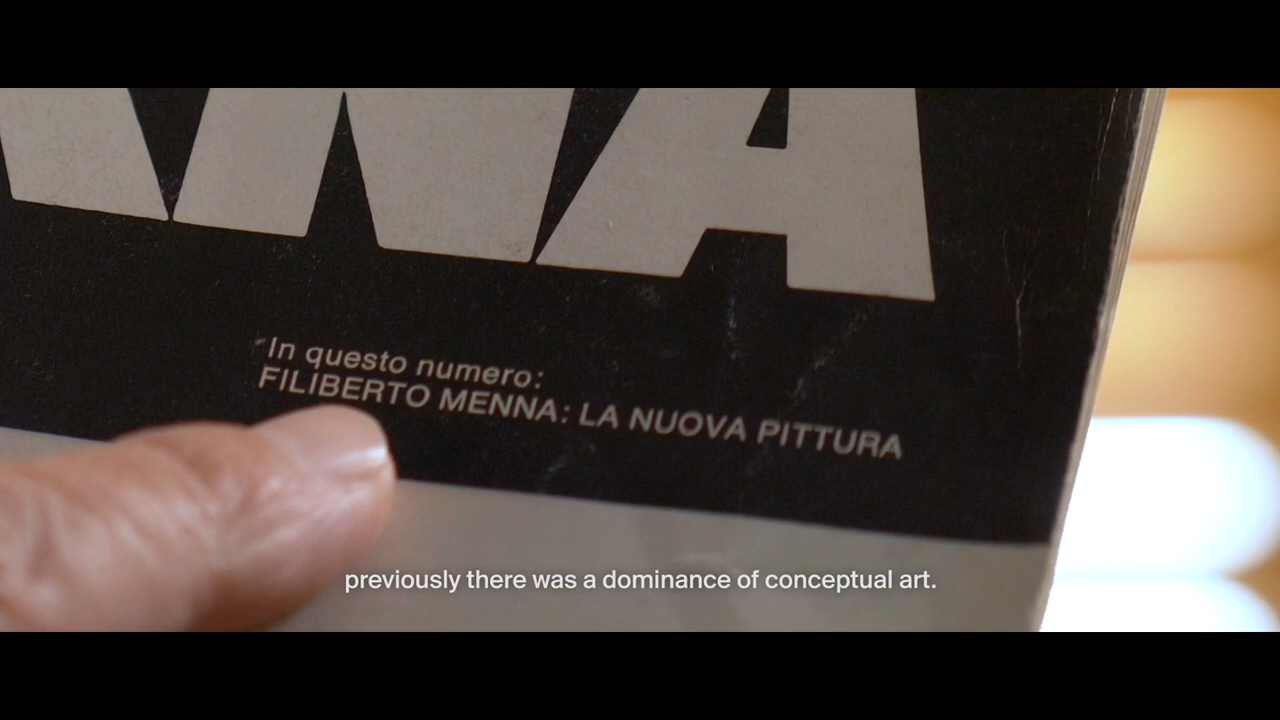 In questo numero:
FILIBERTO MENNA: LA NUOVA PITTURA
previously there was a dominance of conceptual art.